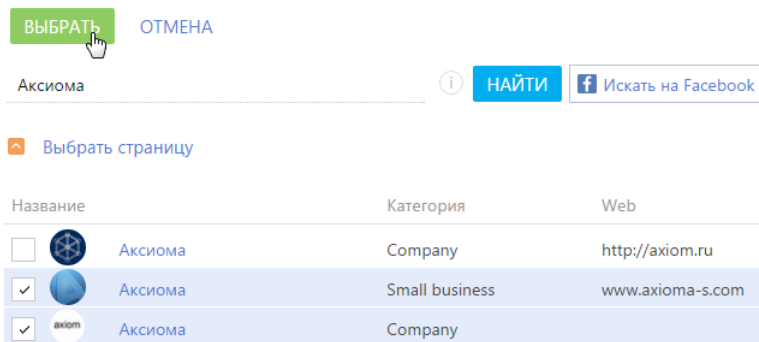 ВЫБРАТЬ ОТМЕНА
Аксиома i НАЙТИ f Искать на Facebook
Выбрать страницу
Название Категория Web
Аксиома Company http://axiom.ru
Аксиома Small business www.axioma-s.com
axiom Аксиома Company